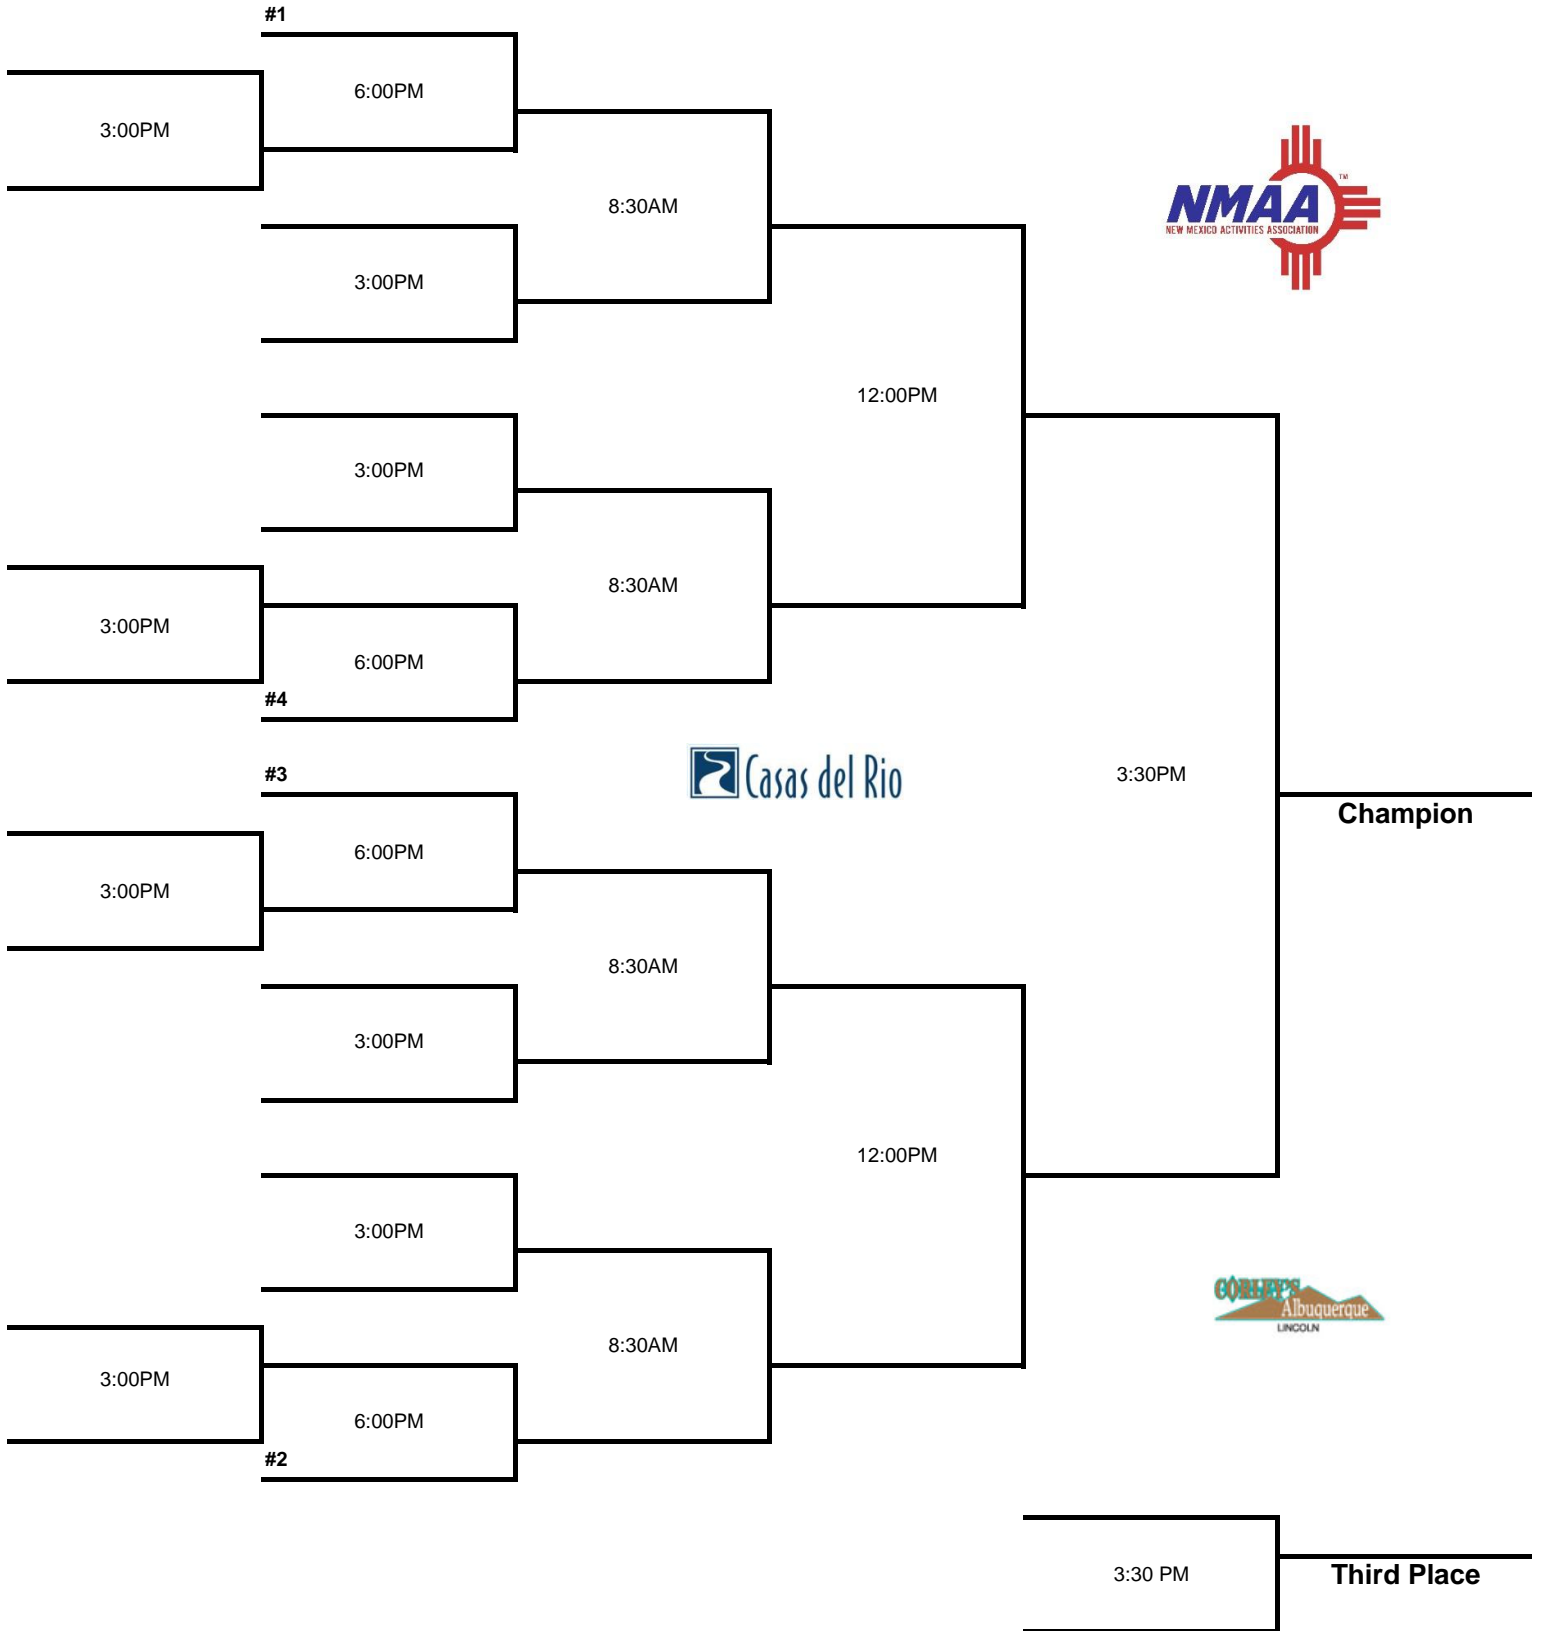 #1
6:00PM
3:00PM
8:30AM
3:00PM
NMAA
TM
NEW MEXICO ACTIVITIES ASSOCIATION
12:00PM
3:00PM
8:30AM
3:00PM
6:00PM
#4
#3
Casas del Rio
3:30PM
Champion
6:00PM
3:00PM
8:30AM
3:00PM
12:00PM
3:00PM
8:30AM
3:00PM
6:00PM
#2
CORLEY'S
Albuquerque
LINCOLN
3:30 PM
Third Place